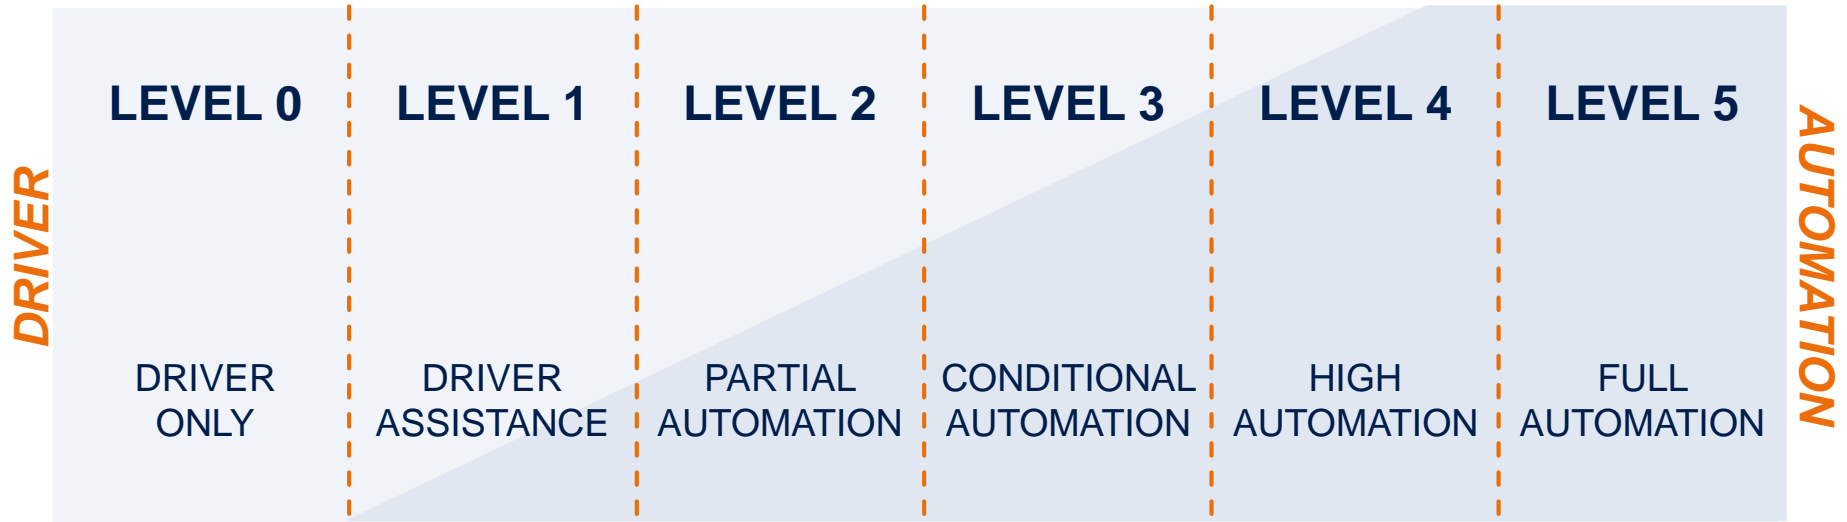 DRIVER
LEVEL 0
DRIVER
ONLY
LEVEL 1
DRIVER
ASSISTANCE
LEVEL 2
PARTIAL
AUTOMATION
LEVEL 3
CONDITIONAL
AUTOMATION
LEVEL 4
HIGH
AUTOMATION
LEVEL 5
FULL
AUTOMATION
AUTOMATION